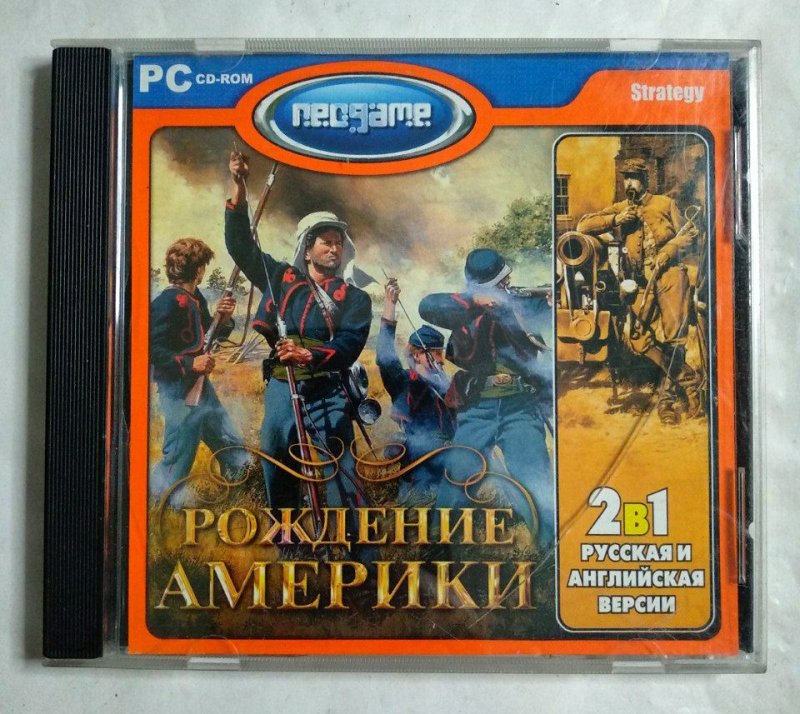 PC CD-ROM
neogame
Strategy
РОЖДЕНИЕ
АМЕРИКИ
2в1
РУССКАЯ И
АНГЛИЙСКАЯ
ВЕРСИИ